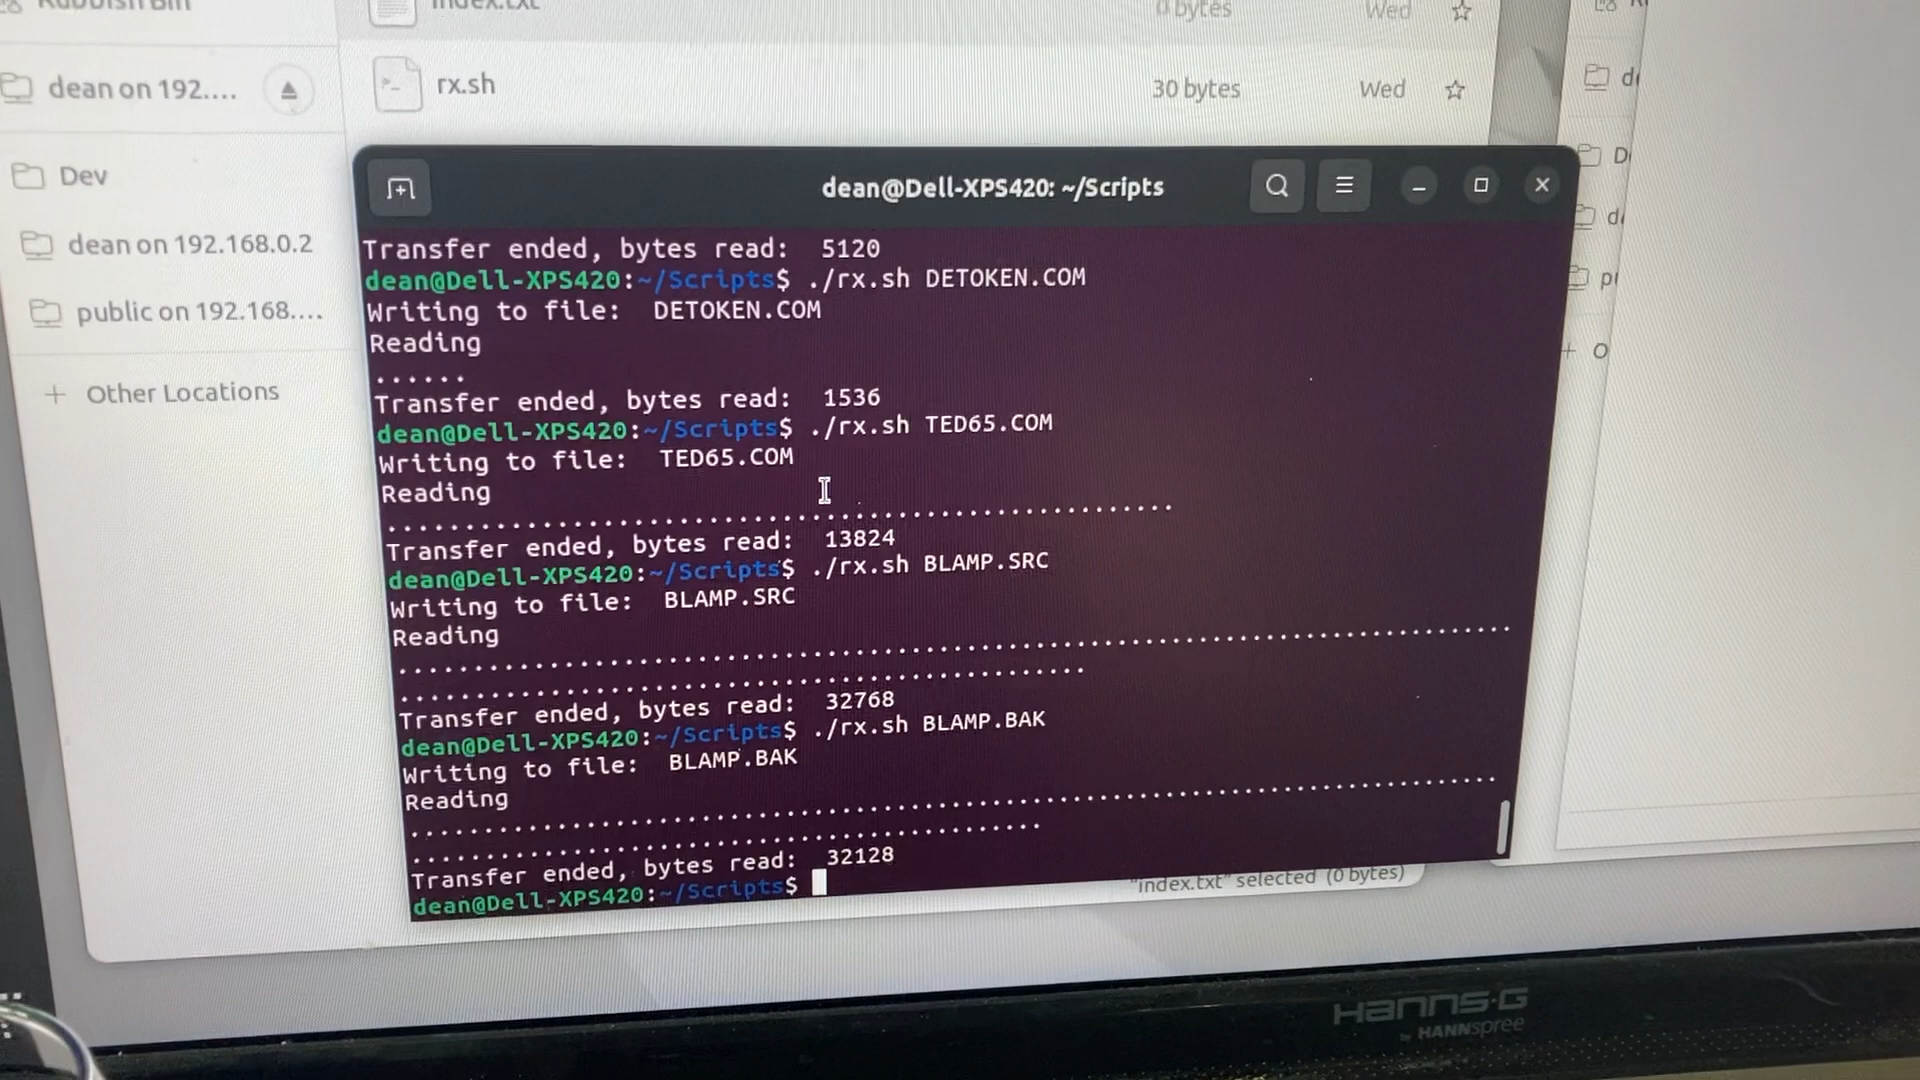 index.txt 0 bytes Wed
dean on 192.... rx.sh 30 bytes Wed
Dev
dean on 192.168.0.2
public on 192.168....
+ Other Locations
dean@Dell-XPS420: ~/Scripts
Transfer ended, bytes read:  5120
dean@Dell-XPS420:~/Scripts$ ./rx.sh DETOKEN.COM
Writing to file:  DETOKEN.COM
Reading
......
Transfer ended, bytes read:  1536
dean@Dell-XPS420:~/Scripts$ ./rx.sh TED65.COM
Writing to file:  TED65.COM
Reading
......................................................
Transfer ended, bytes read:  13824
dean@Dell-XPS420:~/Scripts$ ./rx.sh BLAMP.SRC
Writing to file:  BLAMP.SRC
Reading
................................................................................
................................................
Transfer ended, bytes read:  32768
dean@Dell-XPS420:~/Scripts$ ./rx.sh BLAMP.BAK
Writing to file:  BLAMP.BAK
Reading
................................................................................
.............................................
Transfer ended, bytes read:  32128
dean@Dell-XPS420:~/Scripts$
"index.txt" selected (0 bytes)
HANNS·G
by HANNSpree